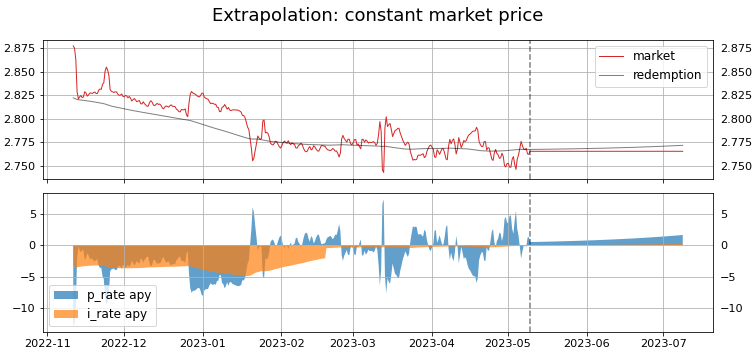 Extrapolation: constant market price
2.875 2.875
2.850 2.850
2.825 2.825
2.800 2.800
2.775 2.775
2.750 2.750
market
redemption
5 5
0 0
−5 −5
−10 −10
p_rate apy
i_rate apy
2022-11 2022-12 2023-01 2023-02 2023-03 2023-04 2023-05 2023-06 2023-07